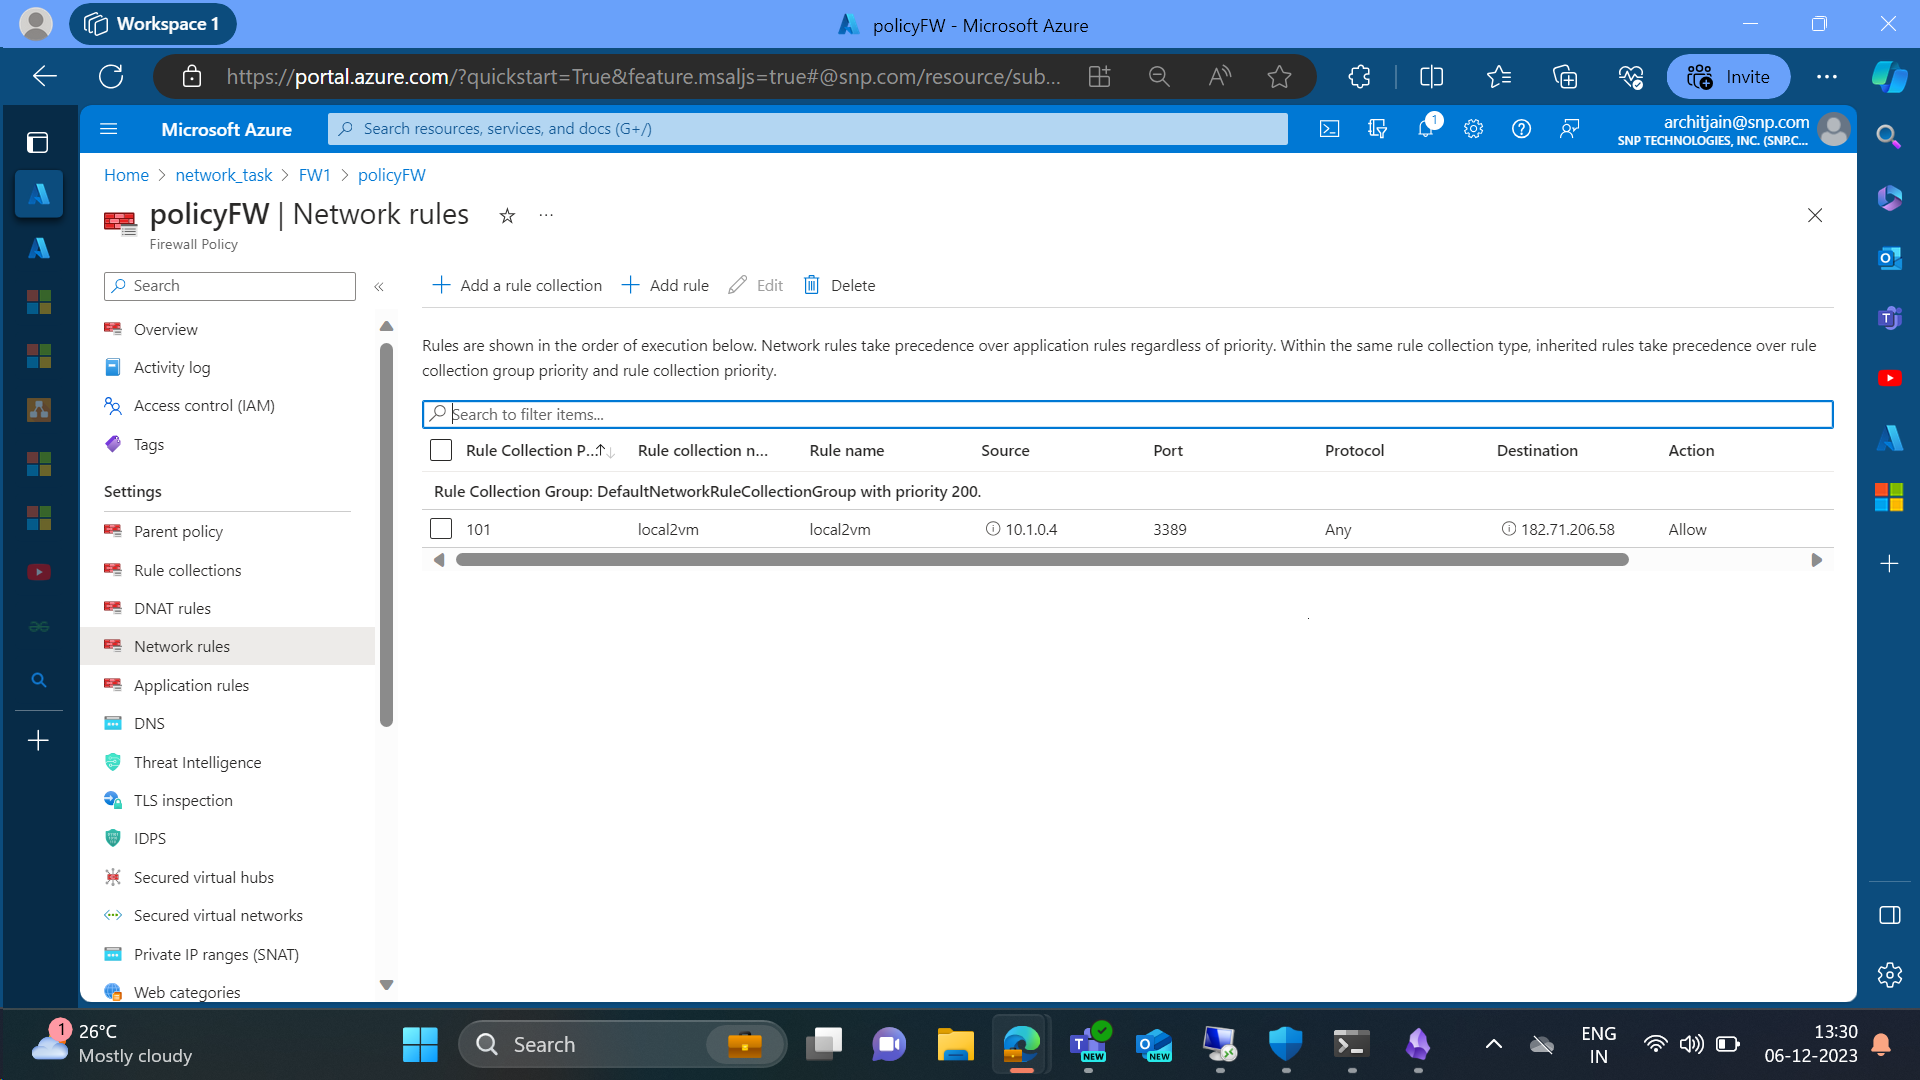 Workspace 1
policyFW - Microsoft Azure
https://portal.azure.com/?quickstart=True&feature.msaljs=true#@snp.com/resource/sub...
Invite
Microsoft Azure
Search resources, services, and docs (G+/)
1
architjain@snp.com
SNP TECHNOLOGIES, INC. (SNP.C...
Home > network_task > FW1 > policyFW
policyFW | Network rules
Firewall Policy
Search
Add a rule collection
Add rule
Edit
Delete
Overview
Activity log
Access control (IAM)
Tags
Settings
Parent policy
Rule collections
DNAT rules
Network rules
Application rules
DNS
Threat Intelligence
TLS inspection
IDPS
Secured virtual hubs
Secured virtual networks
Private IP ranges (SNAT)
Web categories
Rules are shown in the order of execution below. Network rules take precedence over application rules regardless of priority. Within the same rule collection type, inherited rules take precedence over rule
collection group priority and rule collection priority.
Search to filter items...
Rule Collection P... Rule collection n... Rule name Source Port Protocol Destination Action
Rule Collection Group: DefaultNetworkRuleCollectionGroup with priority 200.
101 local2vm local2vm 10.1.0.4 3389 Any 182.71.206.58 Allow
1
26°C
Mostly cloudy
Search
NEW
NEW
ENG
IN
13:30
06-12-2023